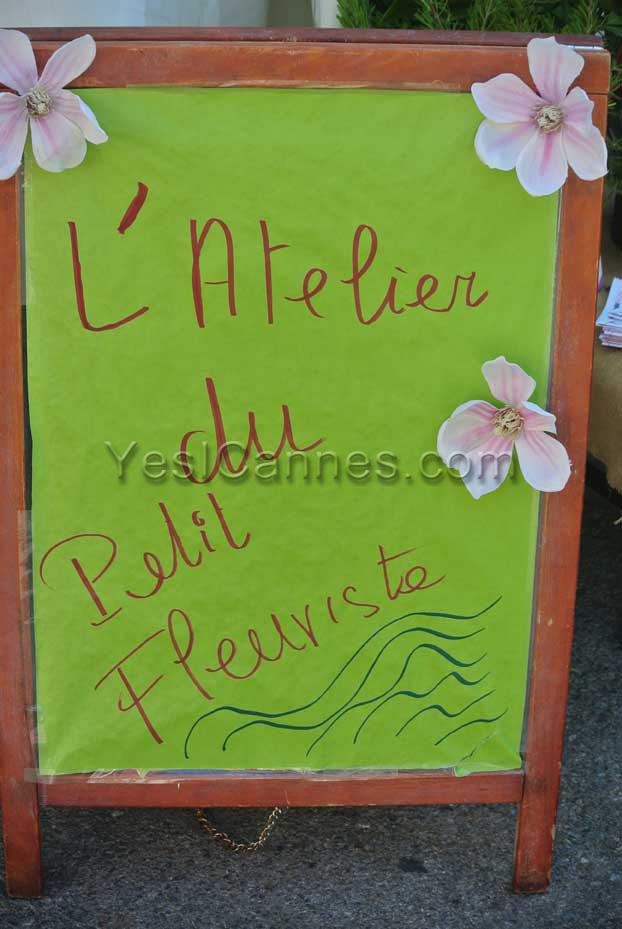 L'Atelier
du
YesICannes.com
Petit
Fleuriste